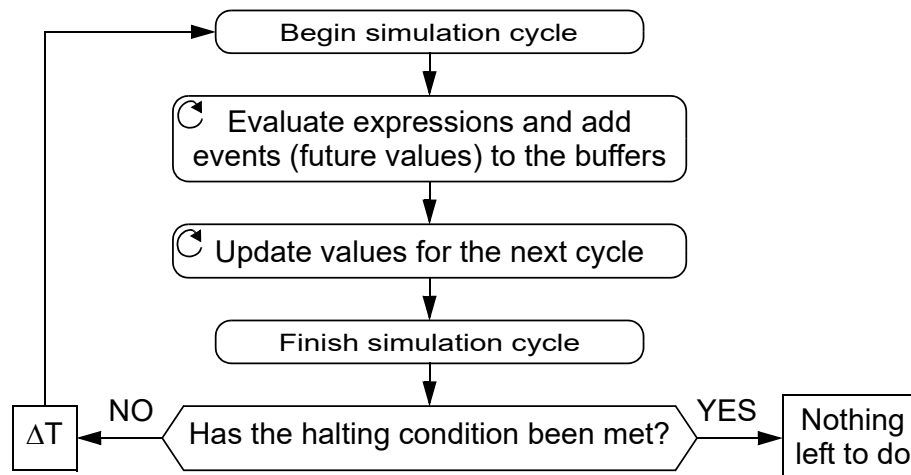 Begin simulation cycle
Evaluate expressions and add
events (future values) to the buffers
Update values for the next cycle
Finish simulation cycle
NO
YES
ΔT
Has the halting condition been met?
Nothing
left to do